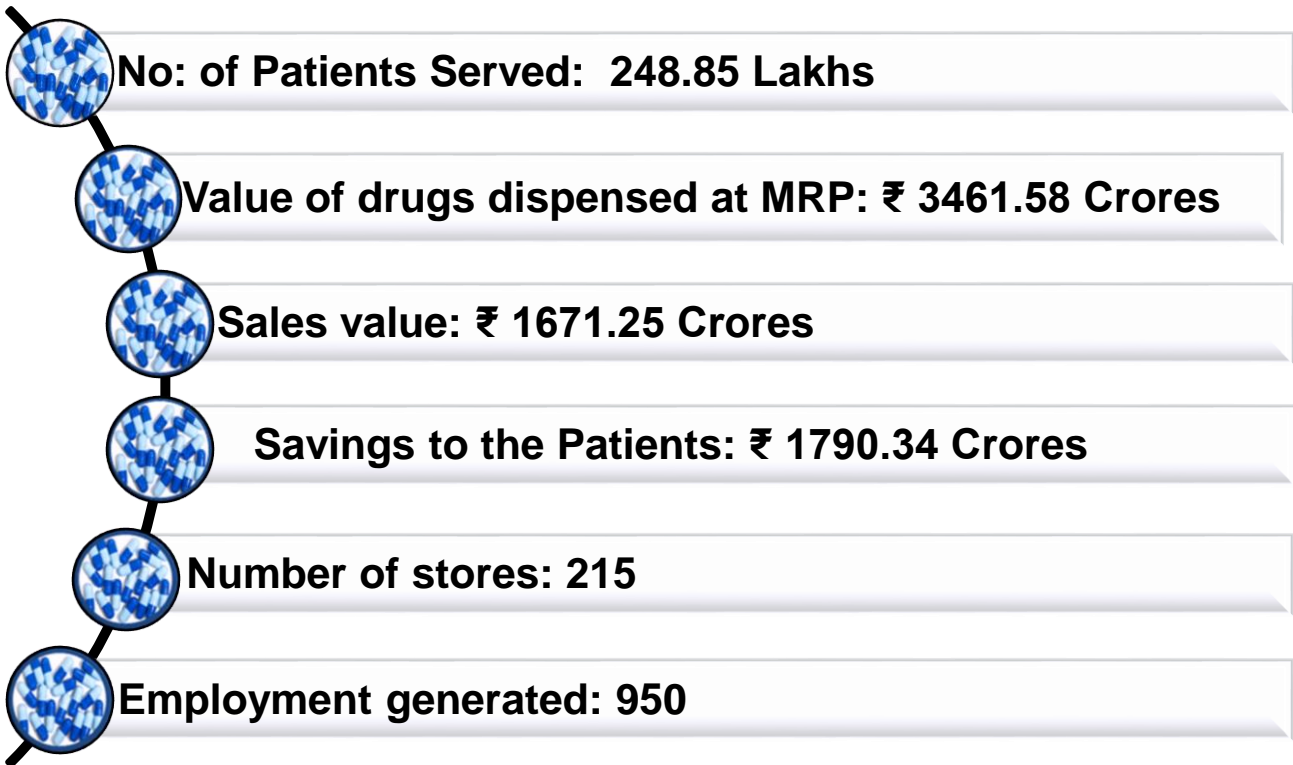 No: of Patients Served: 248.85 Lakhs
Value of drugs dispensed at MRP: ₹ 3461.58 Crores
Sales value: ₹ 1671.25 Crores
Savings to the Patients: ₹ 1790.34 Crores
Number of stores: 215
Employment generated: 950